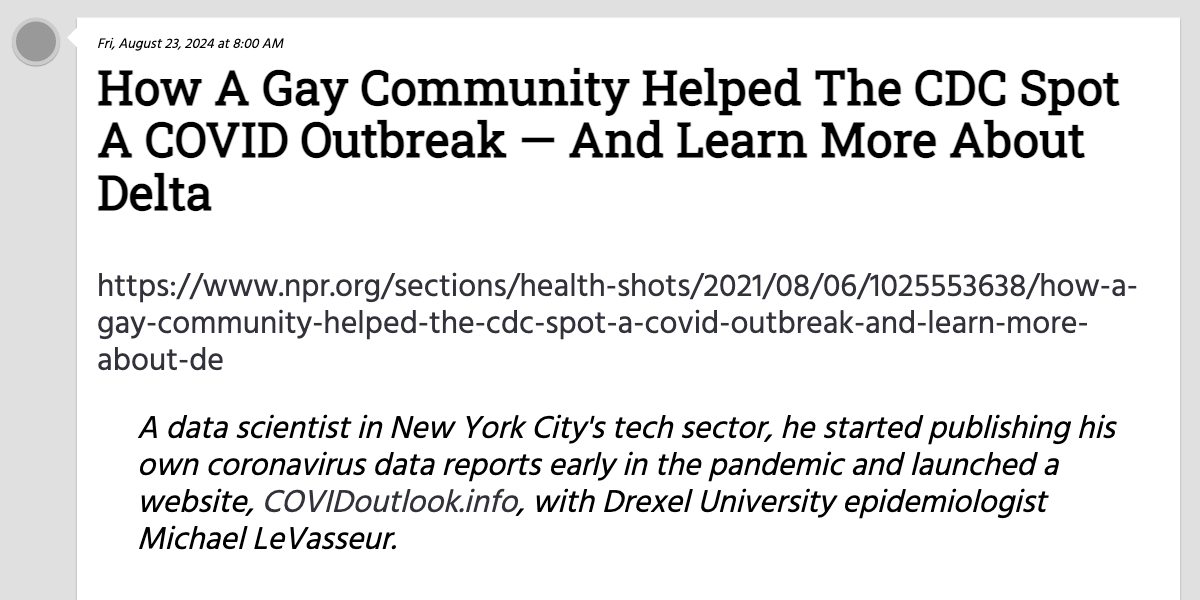 Fri, August 23, 2024 at 8:00 AM
How A Gay Community Helped The CDC Spot
A COVID Outbreak — And Learn More About
Delta
https://www.npr.org/sections/health-shots/2021/08/06/1025553638/how-a-
gay-community-helped-the-cdc-spot-a-covid-outbreak-and-learn-more-
about-de
A data scientist in New York City's tech sector, he started publishing his
own coronavirus data reports early in the pandemic and launched a
website, COVIDoutlook.info, with Drexel University epidemiologist
Michael LeVasseur.